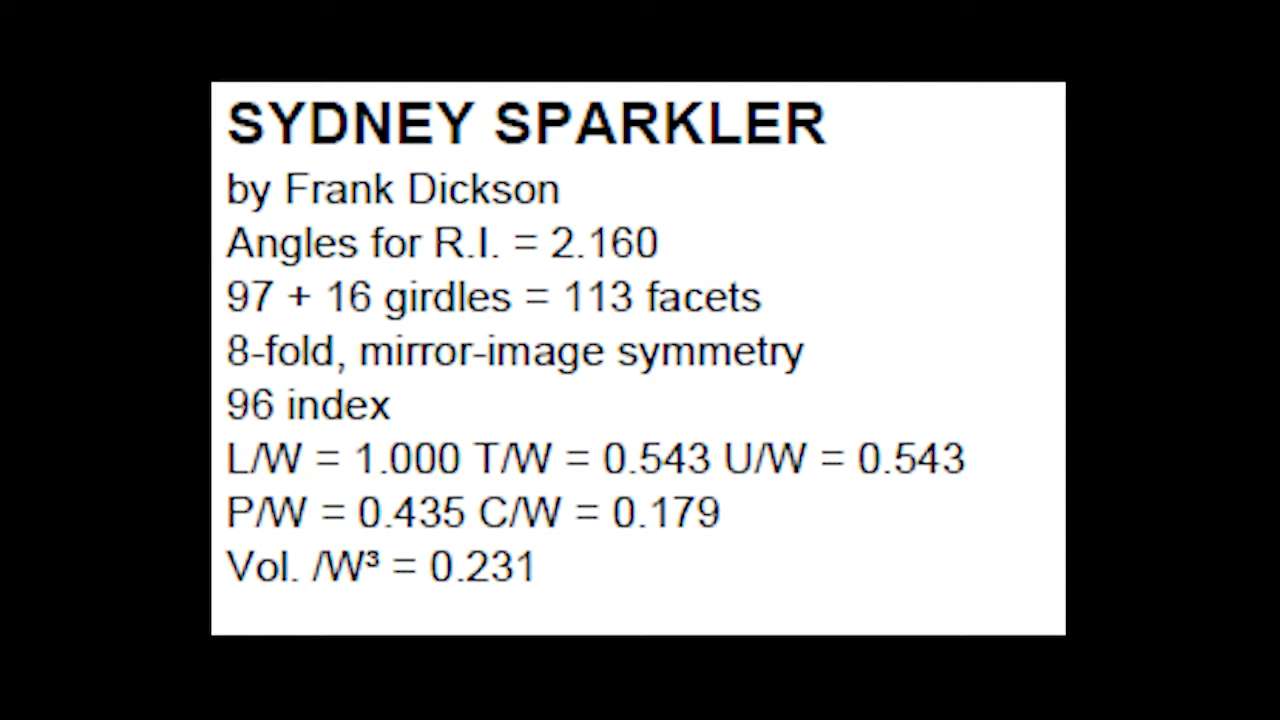 SYDNEY SPARKLER
by Frank Dickson
Angles for R.I. = 2.160
97 + 16 girdles = 113 facets
8-fold, mirror-image symmetry
96 index
L/W = 1.000 T/W = 0.543 U/W = 0.543
P/W = 0.435 C/W = 0.179
Vol. /W³ = 0.231